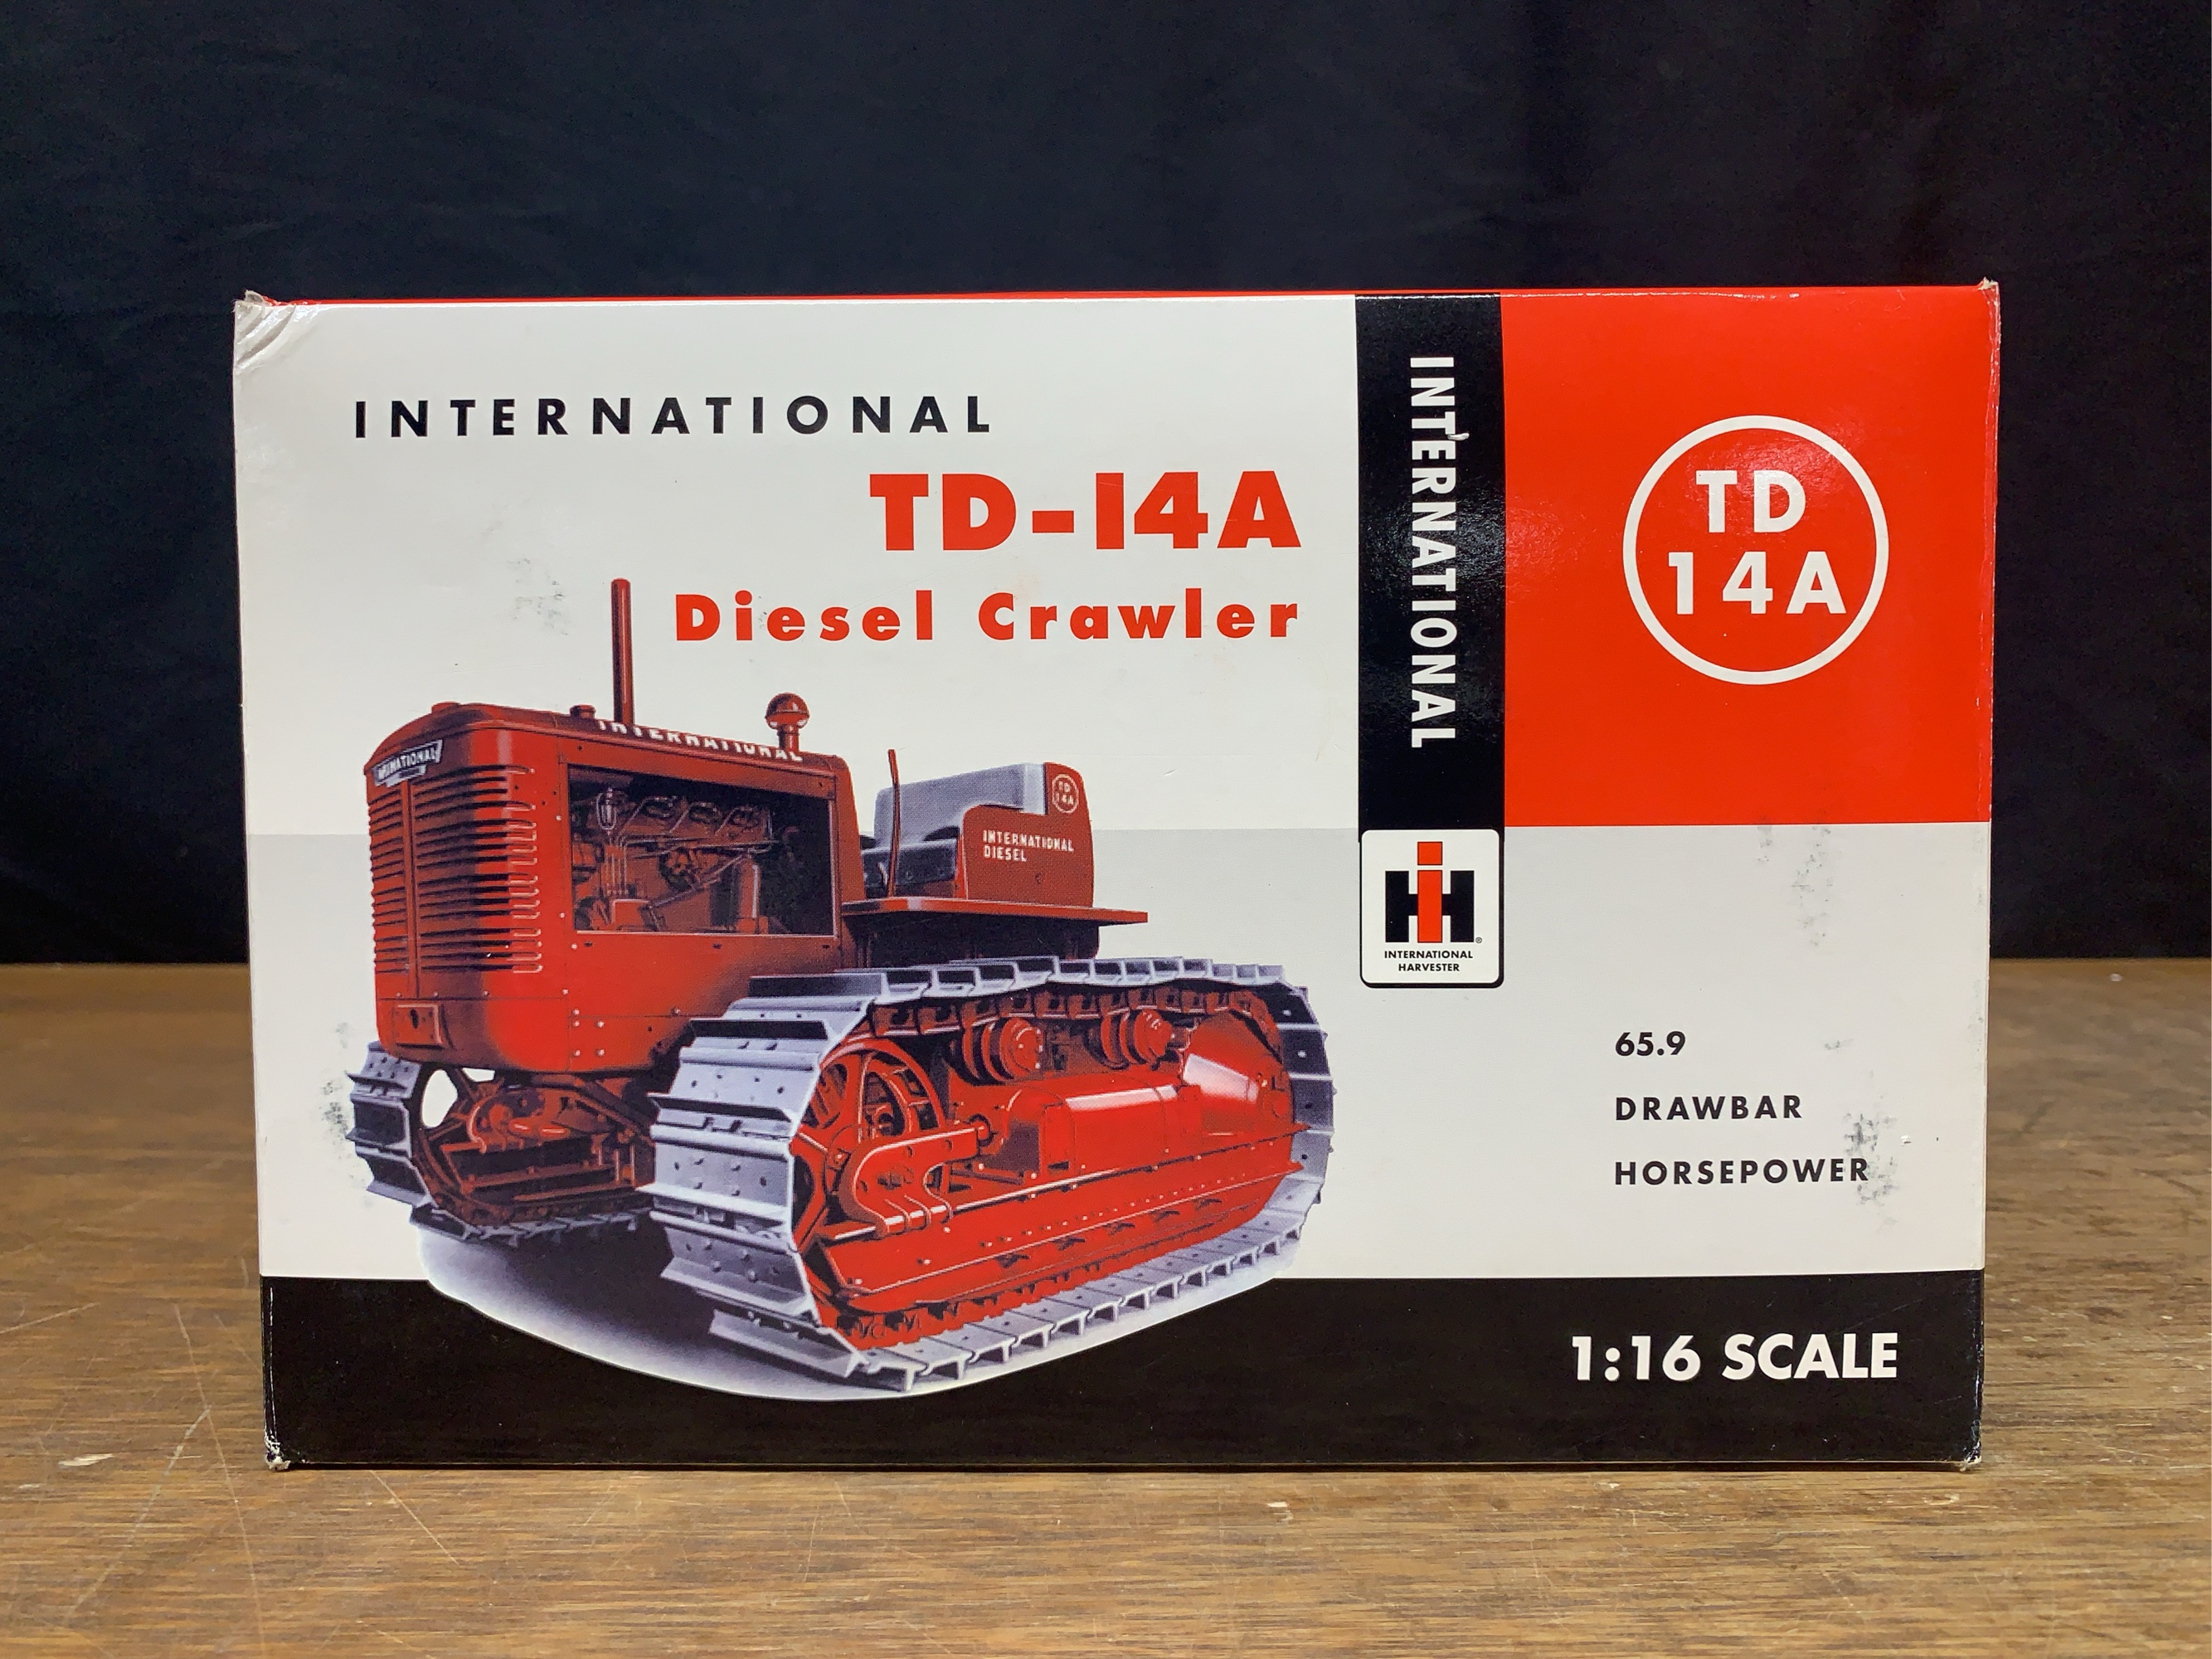 INTERNATIONAL
TD-14A
Diesel Crawler
INTERNATIONAL
TD
14A
INTERNATIONAL
TD
14A
INTERNATIONAL
DIESEL
IH
®
INTERNATIONAL
HARVESTER
65.9
DRAWBAR
HORSEPOWER
1:16 SCALE